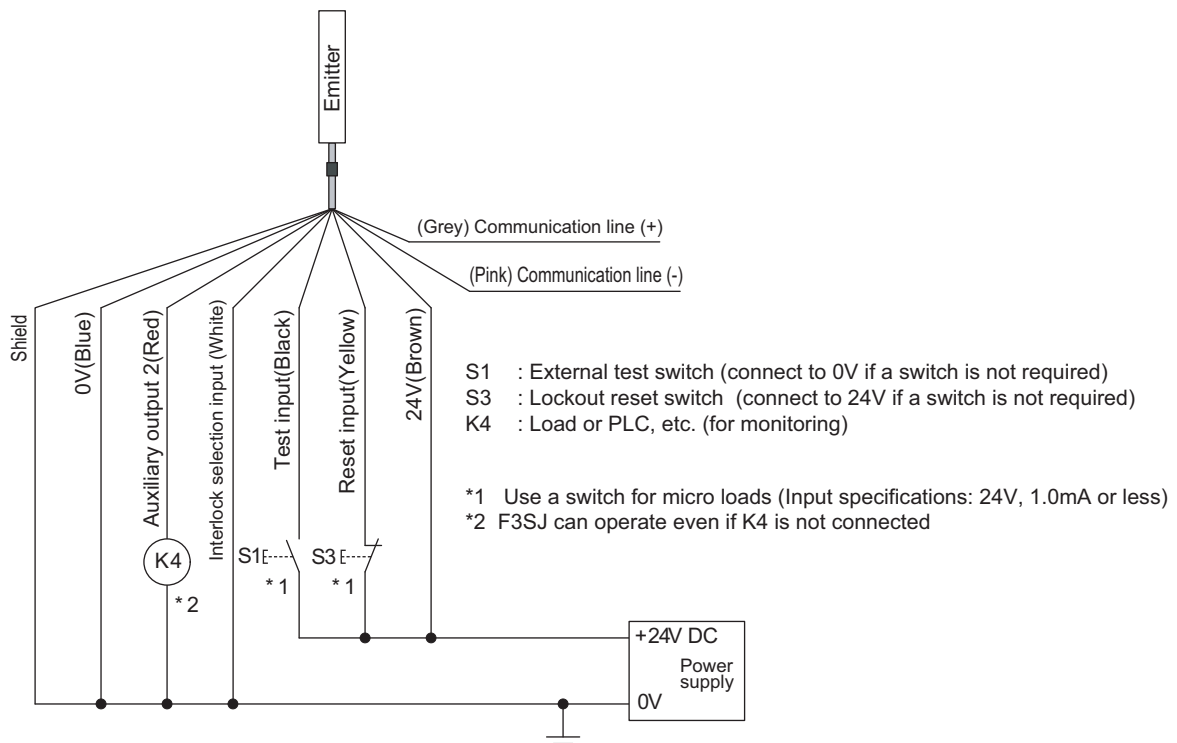 Emitter
(Grey) Communication line (+)
(Pink) Communication line (-)
Shield
0V(Blue)
Auxiliary output 2(Red)
Interlock selection input (White)
Test input(Black)
Reset input(Yellow)
24V(Brown)
S1 : External test switch (connect to 0V if a switch is not required)
S3 : Lockout reset switch (connect to 24V if a switch is not required)
K4 : Load or PLC, etc. (for monitoring)
*1 Use a switch for micro loads (Input specifications: 24V, 1.0mA or less)
*2 F3SJ can operate even if K4 is not connected
K4
* 2
S1
* 1
S3
* 1
+24V DC
Power
supply
0V